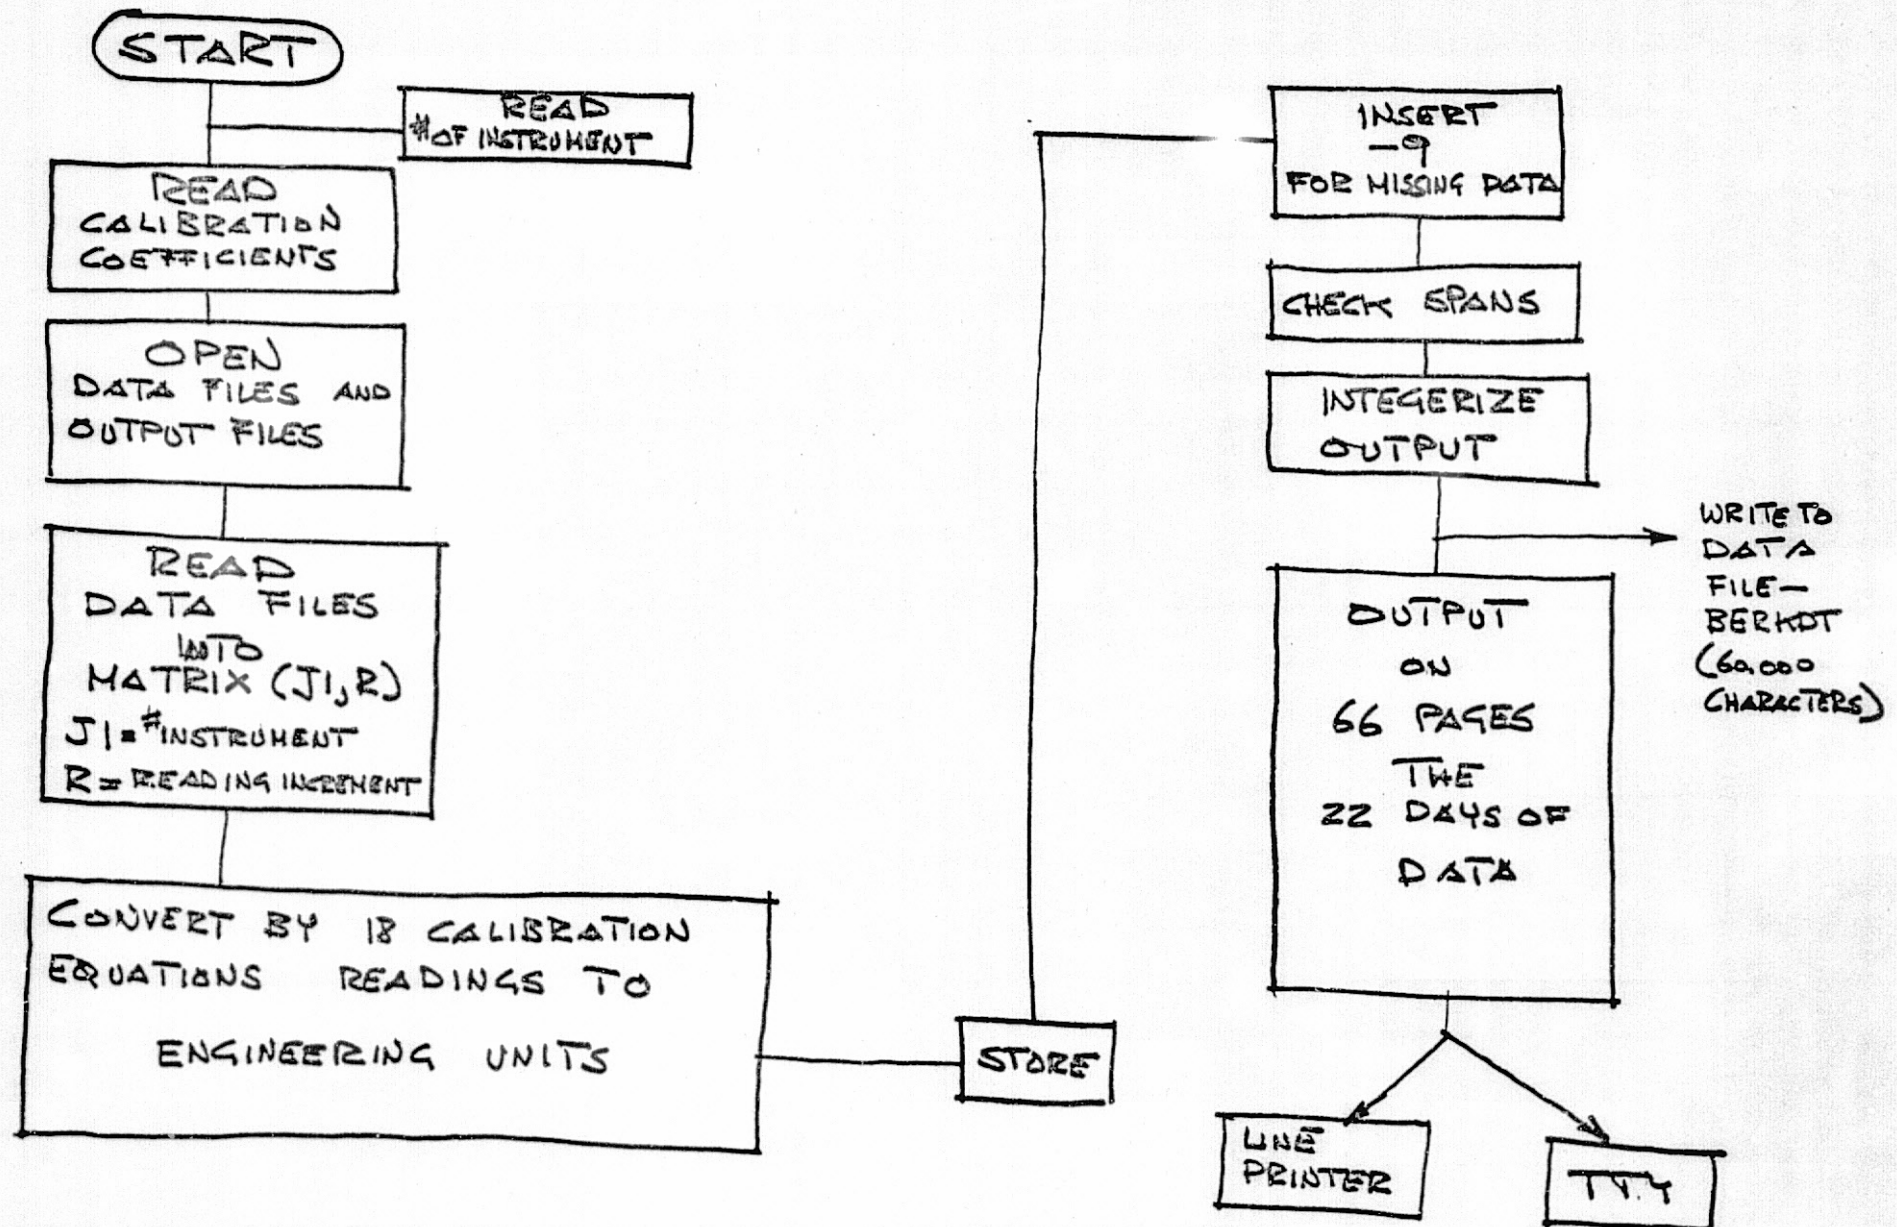 START
READ
# OF INSTRUMENT
READ
CALIBRATION
COEFFICIENTS
OPEN
DATA FILES AND
OUTPUT FILES
READ
DATA FILES
INTO
MATRIX (J1,R)
J1=#INSTRUMENT
R=READING INCREMENT
CONVERT BY 18 CALIBRATION
EQUATIONS READINGS TO
ENGINEERING UNITS
STORE
INSERT
-9
FOR MISSING DATA
CHECK SPANS
INTEGERIZE
OUTPUT
WRITE TO
DATA
FILE—
BERKDT
(60,000
CHARACTERS)
OUTPUT
ON
66 PAGES
THE
22 DAYS OF
DATA
LINE
PRINTER
TTY